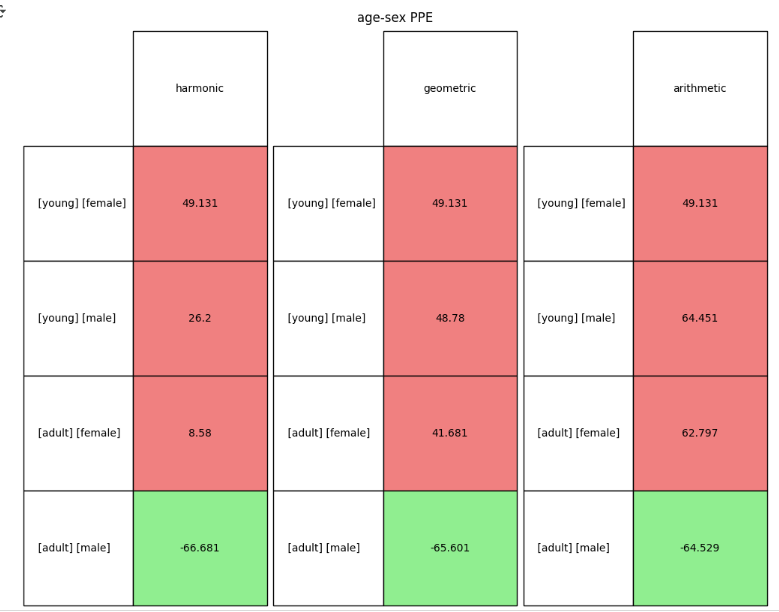 age-sex PPE
harmonic geometric arithmetic
[young] [female] 49.131 [young] [female] 49.131 [young] [female] 49.131
[young] [male] 26.2 [young] [male] 48.78 [young] [male] 64.451
[adult] [female] 8.58 [adult] [female] 41.681 [adult] [female] 62.797
[adult] [male] -66.681 [adult] [male] -65.601 [adult] [male] -64.529